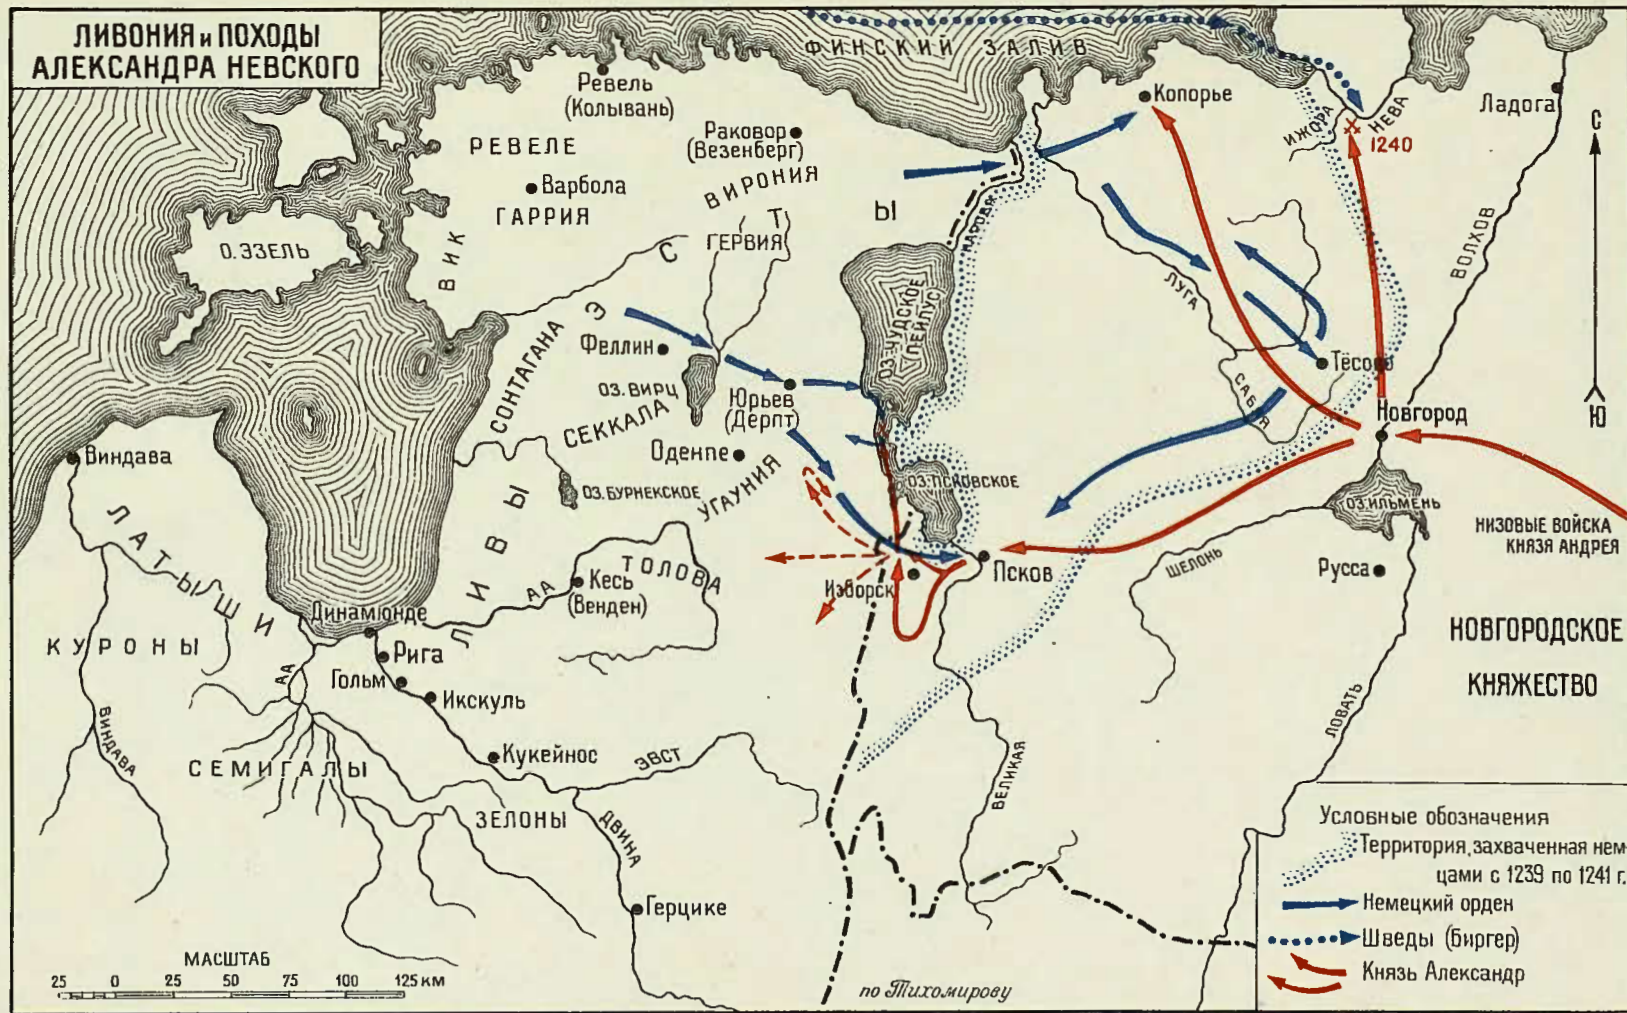 ЛИВОНИЯ и ПОХОДЫ
АЛЕКСАНДРА НЕВСКОГО
ФИНСКИЙ ЗАЛИВ
Ревель
(Колывань)
Раковор
(Везенберг)
Копорье
ИЖОРА
НЕВА
1240
Ладога
С
Ю
РЕВЕЛЕ
Варбола
ГАРРИЯ
ВИРОНИЯ
ГЕРВИЯ
ЭСТЫ
О. ЭЗЕЛЬ
ВИК
НАРОВА
ЛУГА
ВОЛХОВ
СОНТАГАНА
Феллин
ОЗ. ВИРЦ
СЕККАЛА
Юрьев
(Дерпт)
ОЗ. ЧУДСКОЕ
ПЕЙПУС
Тёсово
САБЛЯ
Новгород
Виндава
Оденпе
УГАУНИЯ
ОЗ. БУРНЕКСКОЕ
ОЗ. ПСКОВСКОЕ
ОЗ. ИЛЬМЕНЬ
НИЗОВЫЕ ВОЙСКА
КНЯЗЯ АНДРЕЯ
ЛАТЫШИ
ЛИВЫ
ТОЛОВА
АА
Кесь
(Венден)
Изборск
Псков
ШЕЛОНЬ
Русса
Динамюнде
КУРОНЫ
Рига
АА
Гольм
Икскуль
НОВГОРОДСКОЕ
КНЯЖЕСТВО
ЛОВАТЬ
Виндава
Кукейнос
ЭВСТ
ВЕЛИКАЯ
СЕМИГАЛЫ
ЗЕЛОНЫ
ДВИНА
Герцике
Условные обозначения
Территория, захваченная нем-
цами с 1239 по 1241 г.
Немецкий орден
Шведы (Биргер)
Князь Александр
МАСШТАБ
25 0 25 50 75 100 125 км
по Тихомирову